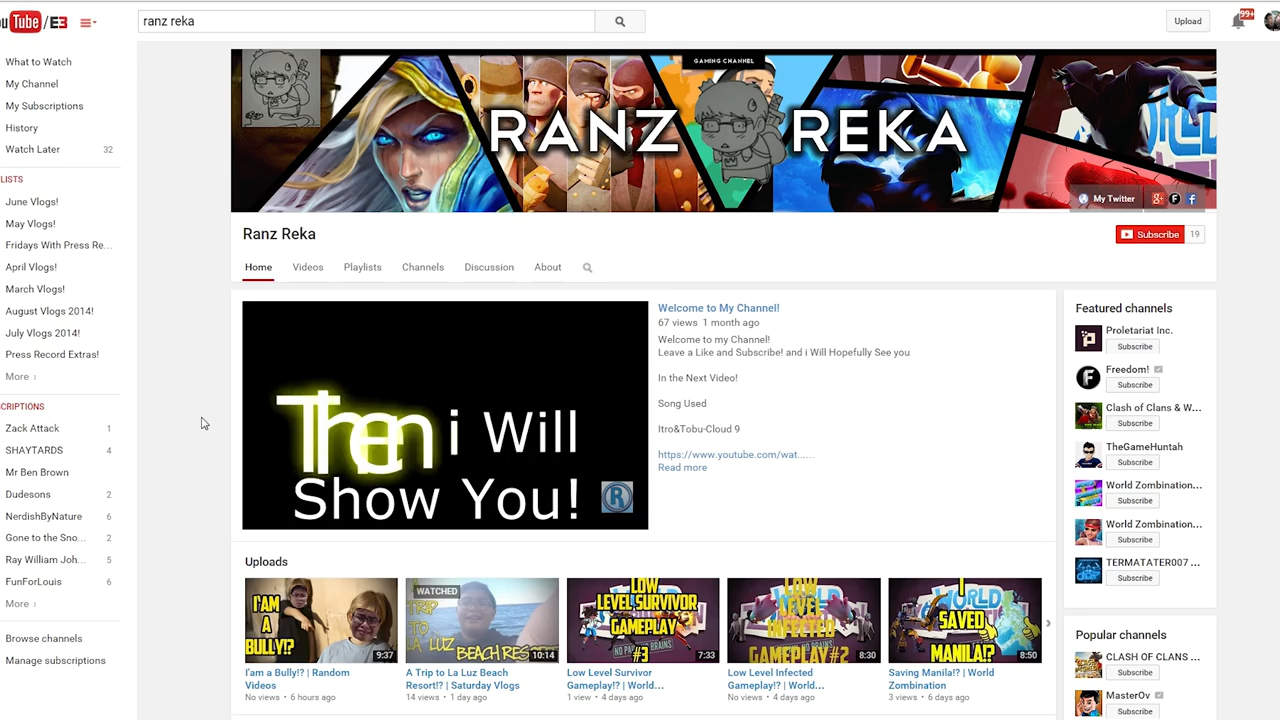 ou Tube /E3
ranz reka
Upload
99+
What to Watch
My Channel
My Subscriptions
History
Watch Later 32
LISTS
June Vlogs!
May Vlogs!
Fridays With Press Re...
April Vlogs!
March Vlogs!
August Vlogs 2014!
July Vlogs 2014!
Press Record Extras!
More ›
CRIPTIONS
Zack Attack 1
SHAYTARDS 4
Mr Ben Brown
Dudesons 2
NerdishByNature 6
Gone to the Sno... 2
Ray William Joh... 5
FunForLouis 6
More ›
Browse channels
Manage subscriptions
GAMING CHANNEL
RANZ REKA
My Twitter
Ranz Reka
Subscribe 19
Home Videos Playlists Channels Discussion About
Then i Will
Show You!
Welcome to My Channel!
67 views 1 month ago
Welcome to my Channel!
Leave a Like and Subscribe! and i Will Hopefully See you
In the Next Video!
Song Used
Itro&Tobu-Cloud 9
https://www.youtube.com/wat......
Read more
Uploads
I'AM
A
BULLY!?
9:37
I'am a Bully!? | Random
Videos
No views • 6 hours ago
WATCHED
TRIP
TO
LA LUZ
BEACH RES
10:14
A Trip to La Luz Beach
Resort!? | Saturday Vlogs
14 views • 1 day ago
LOW
LEVEL SURVIVOR
GAMEPLAY
#3
7:33
Low Level Survivor
Gameplay!? | World...
1 view • 4 days ago
LOW
LEVEL
INFECTED
GAMEPLAY#2
8:30
Low Level Infected
Gameplay!? | World...
No views • 4 days ago
I
WORLD
SAVED
MANILA!?
8:50
Saving Manila!? | World
Zombination
3 views • 6 days ago
Featured channels
Proletariat Inc.
Subscribe
Freedom!
Subscribe
Clash of Clans & W...
Subscribe
TheGameHuntah
Subscribe
World Zombination...
Subscribe
World Zombination...
Subscribe
TERMATATER007 ...
Subscribe
Popular channels
CLASH OF CLANS ...
Subscribe
MasterOv
Subscribe